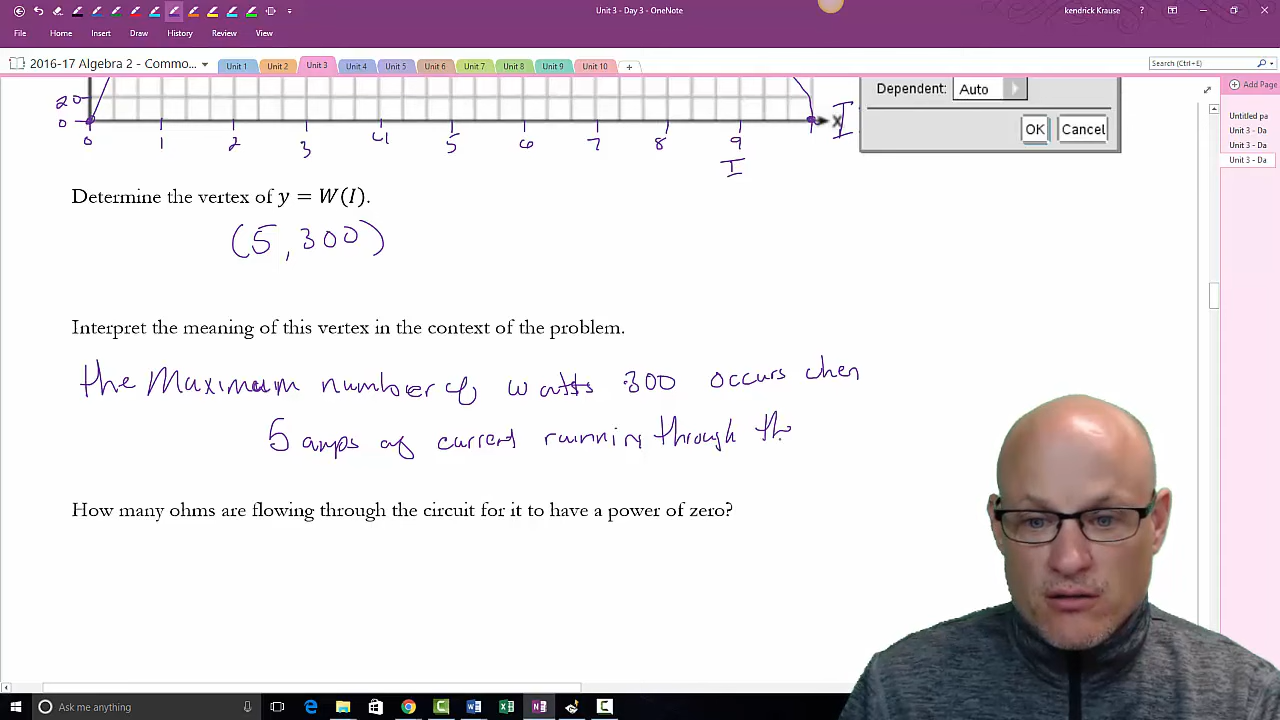 Unit 3 - Day 3 - OneNote
kendrick Krause
File Home Insert Draw History Review View
2016-17 Algebra 2 - Commo...
Unit 1 Unit 2 Unit 3 Unit 4 Unit 5 Unit 6 Unit 7 Unit 8 Unit 9 Unit 10
Search (Ctrl+E)
Add Page
Untitled pa
Unit 3 - Da
Unit 3 - Da
Unit 3 - Da
Dependent: Auto
OK Cancel
20
0
0 1 2 3 4 5 6 7 8 9
x I
I
Determine the vertex of y = W(I).
(5, 300)
Interpret the meaning of this vertex in the context of the problem.
the Maximum number of watts 300 occurs when
5 amps of current running through th
How many ohms are flowing through the circuit for it to have a power of zero?
Ask me anything